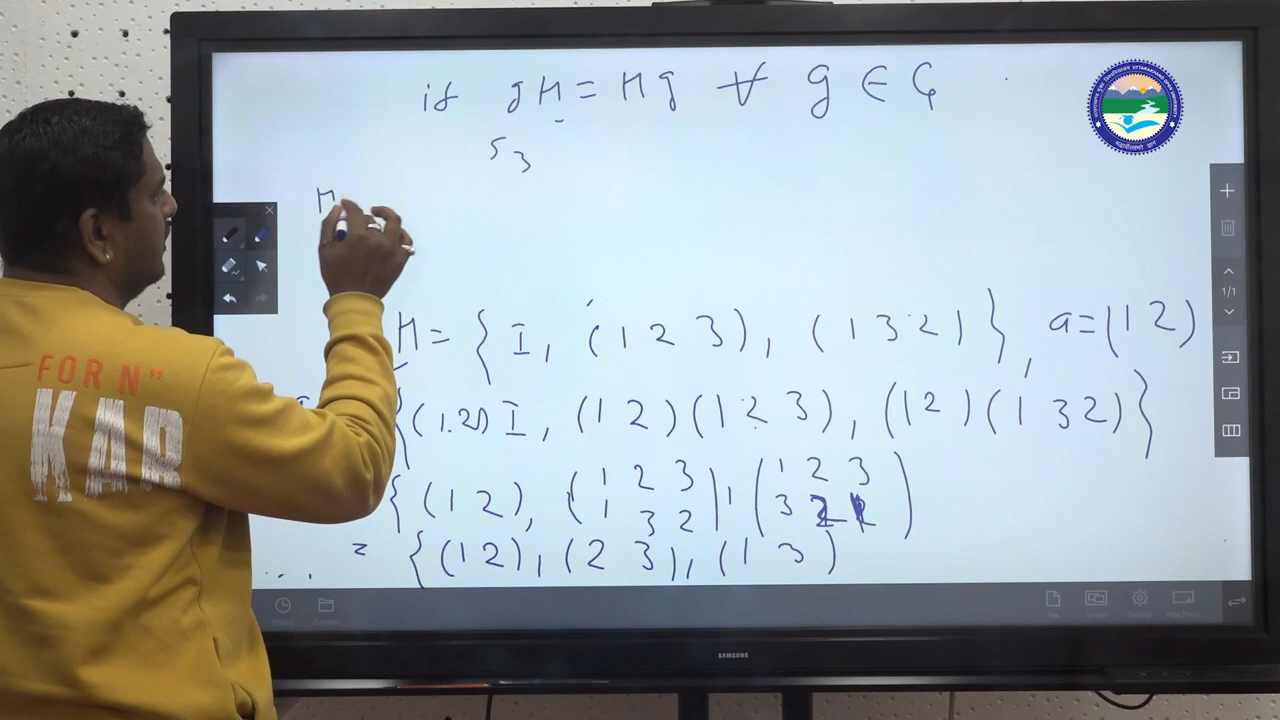 if gH = Hg ∀ g ∈ G
S3
H
H = { I, (1 2 3), (1 3 2) }, a = (1 2)
{(1 2) I, (1 2)(1 2 3), (1 2)(1 3 2)}
{ (1 2), ( 1 2 3 ), ( 1 2 3 )
1 3 2 3 2 1
= { (1 2), (2 3), (1 3)
FOR N"
KAR
1/1
SAMSUNG